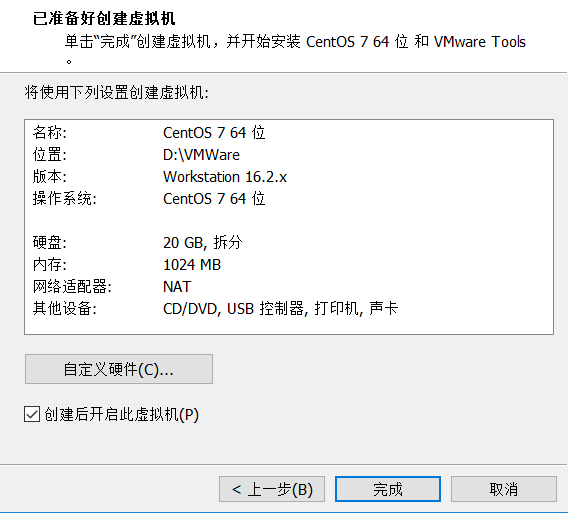 已准备好创建虚拟机
单击“完成”创建虚拟机，并开始安装 CentOS 7 64 位 和 VMware Tools
。
将使用下列设置创建虚拟机:
名称: CentOS 7 64 位
位置: D:\VMWare
版本: Workstation 16.2.x
操作系统: CentOS 7 64 位
硬盘: 20 GB, 拆分
内存: 1024 MB
网络适配器: NAT
其他设备: CD/DVD, USB 控制器, 打印机, 声卡
自定义硬件(C)...
创建后开启此虚拟机(P)
< 上一步(B) 完成 取消